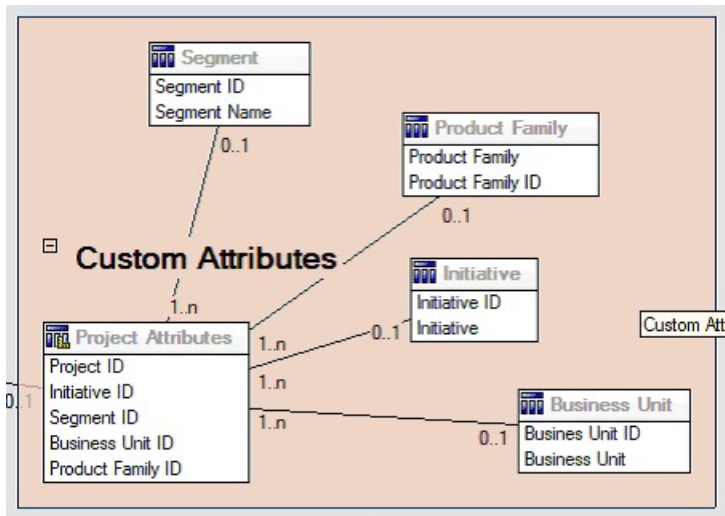 Segment
Segment ID
Segment Name
0..1
Product Family
Product Family
Product Family ID
0..1
Custom Attributes
Initiative
Initiative ID
Initiative
0..1
Custom Att
1..n
Project Attributes
Project ID
Initiative ID
Segment ID
Business Unit ID
Product Family ID
1..n
1..n
1..n
0..1
Business Unit
Busines Unit ID
Business Unit
0..1